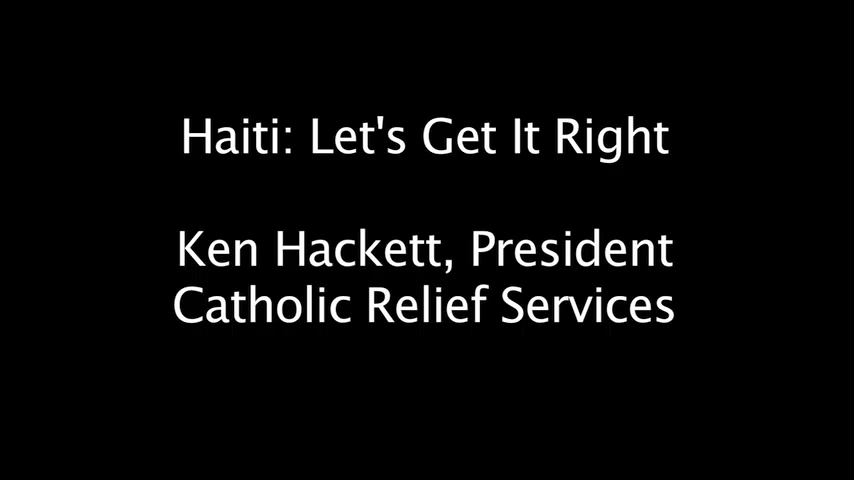 Haiti: Let's Get It Right
Ken Hackett, President
Catholic Relief Services